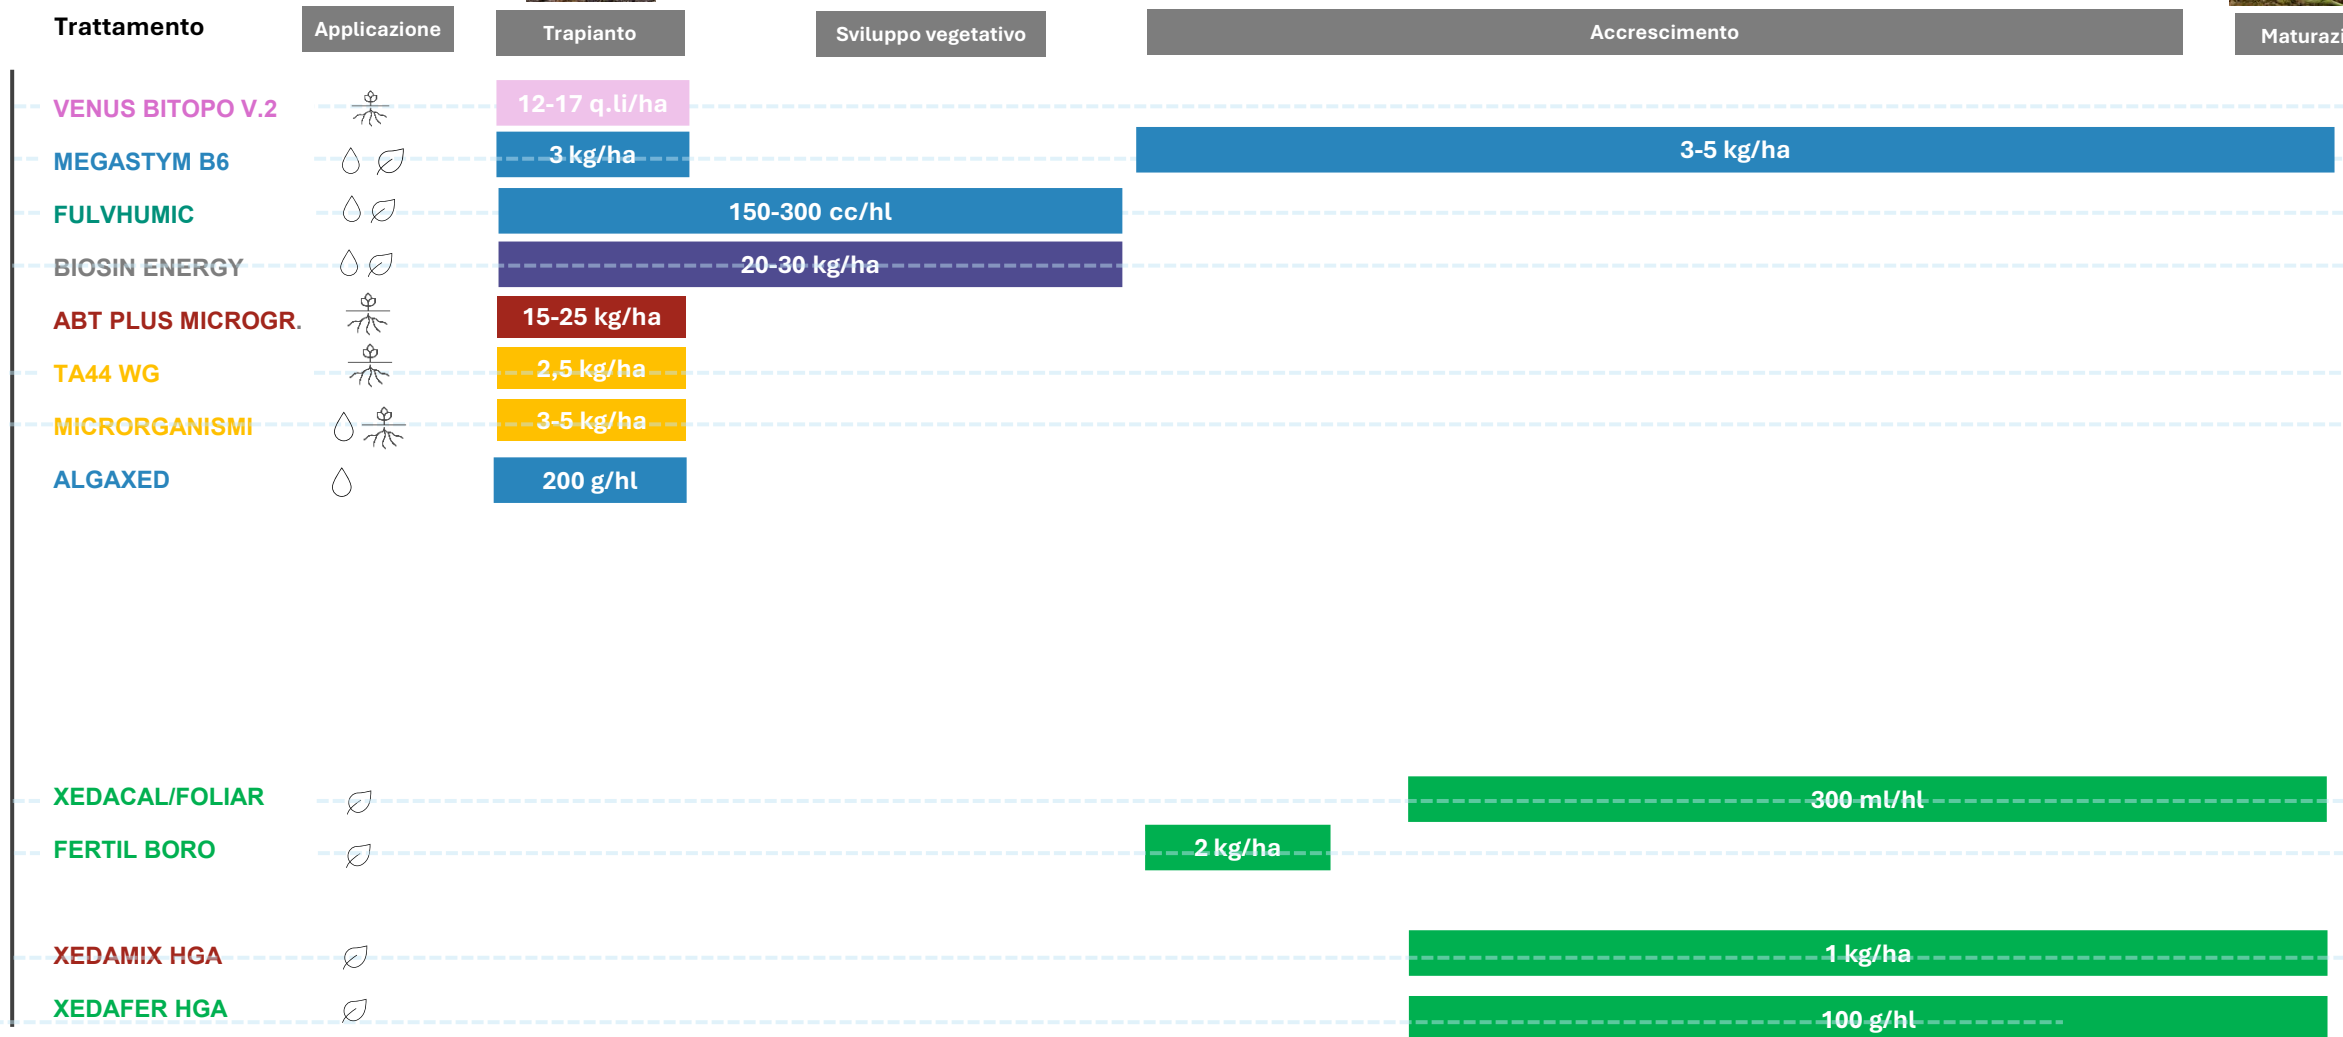 Trattamento Applicazione Trapianto Sviluppo vegetativo Accrescimento Maturazi
VENUS BITOPO V.2 12-17 q.li/ha
MEGASTYM B6 3 kg/ha 3-5 kg/ha
FULVHUMIC 150-300 cc/hl
BIOSIN ENERGY 20-30 kg/ha
ABT PLUS MICROGR. 15-25 kg/ha
TA44 WG 2,5 kg/ha
MICRORGANISMI 3-5 kg/ha
ALGAXED 200 g/hl
XEDACAL/FOLIAR 300 ml/hl
FERTIL BORO 2 kg/ha
XEDAMIX HGA 1 kg/ha
XEDAFER HGA 100 g/hl